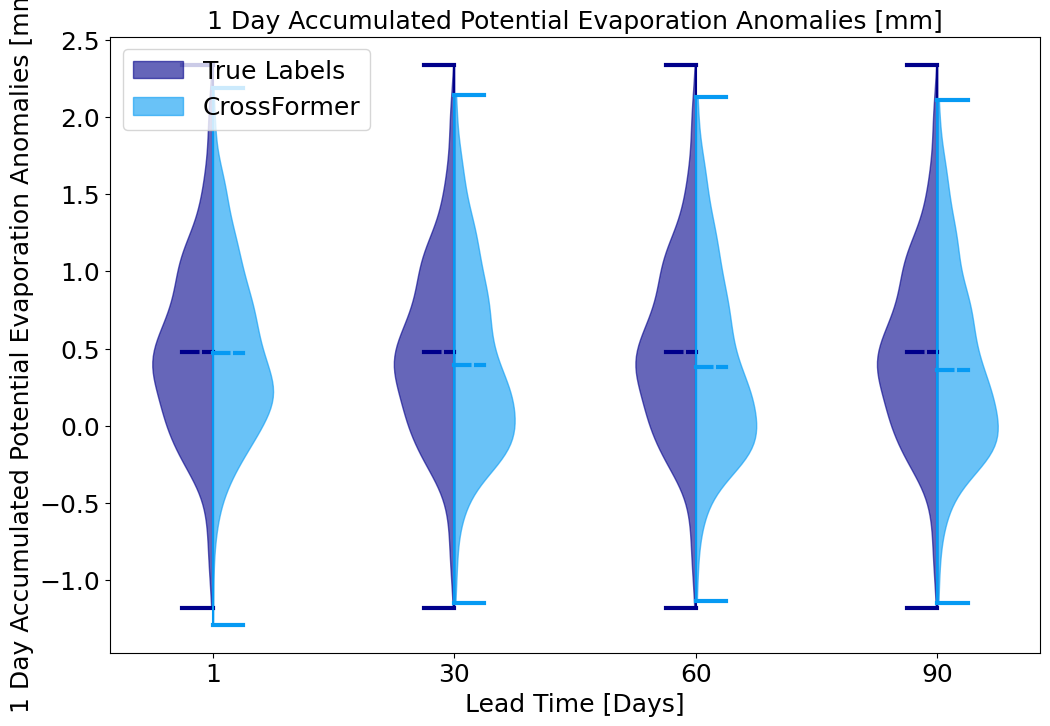 1 Day Accumulated Potential Evaporation Anomalies [mm]
1 Day Accumulated Potential Evaporation Anomalies [mm
True Labels
CrossFormer
2.5
2.0
1.5
1.0
0.5
0.0
−0.5
−1.0
1
30
60
90
Lead Time [Days]